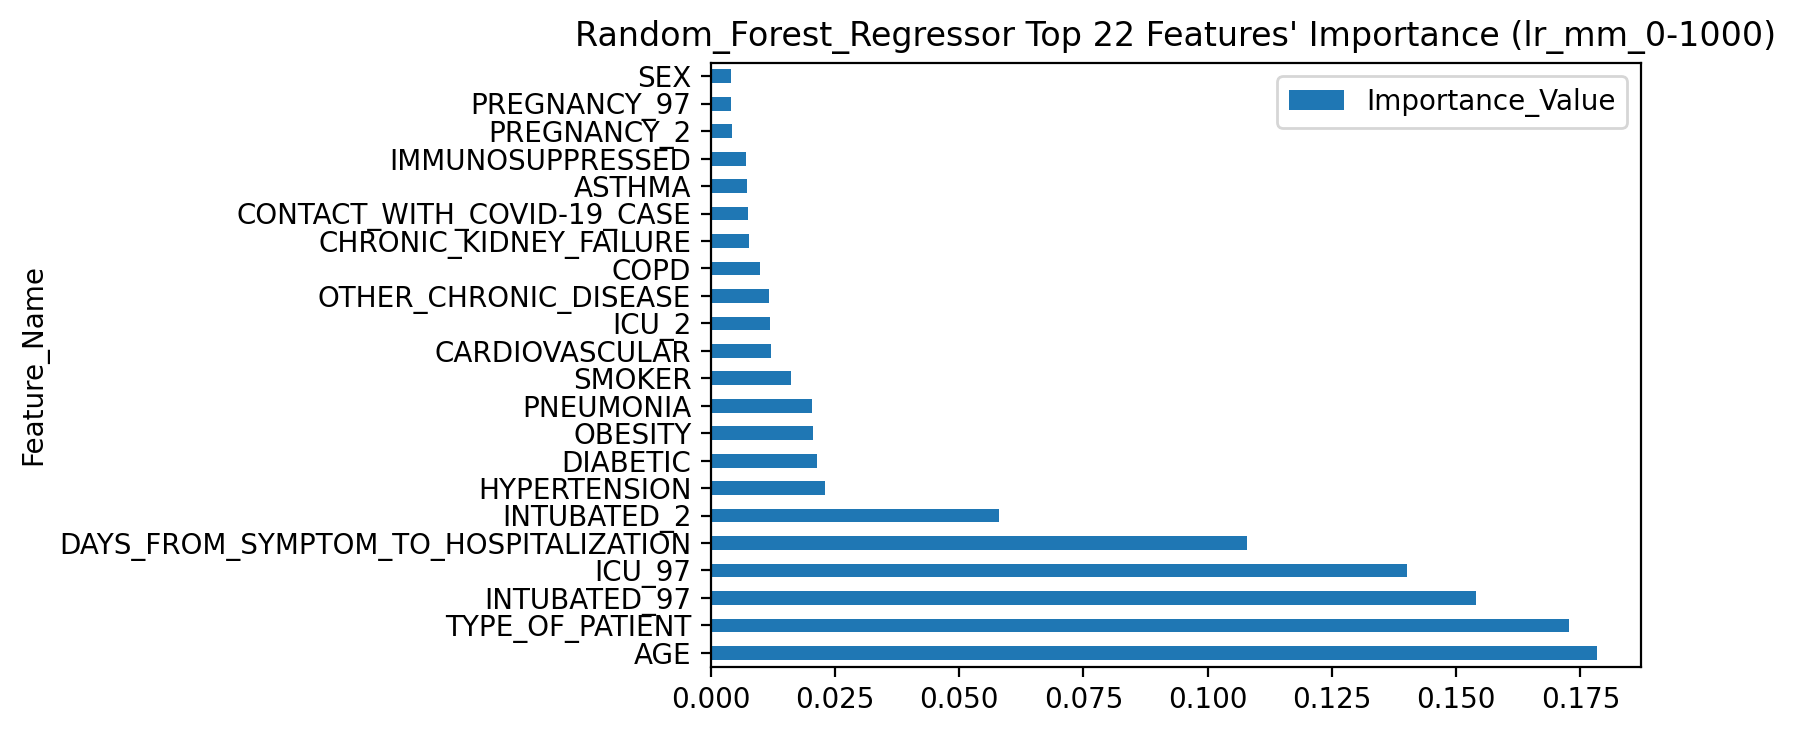 Random_Forest_Regressor Top 22 Features' Importance (lr_mm_0-1000)
Importance_Value
Feature_Name
SEX
PREGNANCY_97
PREGNANCY_2
IMMUNOSUPPRESSED
ASTHMA
CONTACT_WITH_COVID-19_CASE
CHRONIC_KIDNEY_FAILURE
COPD
OTHER_CHRONIC_DISEASE
ICU_2
CARDIOVASCULAR
SMOKER
PNEUMONIA
OBESITY
DIABETIC
HYPERTENSION
INTUBATED_2
DAYS_FROM_SYMPTOM_TO_HOSPITALIZATION
ICU_97
INTUBATED_97
TYPE_OF_PATIENT
AGE
0.000 0.025 0.050 0.075 0.100 0.125 0.150 0.175